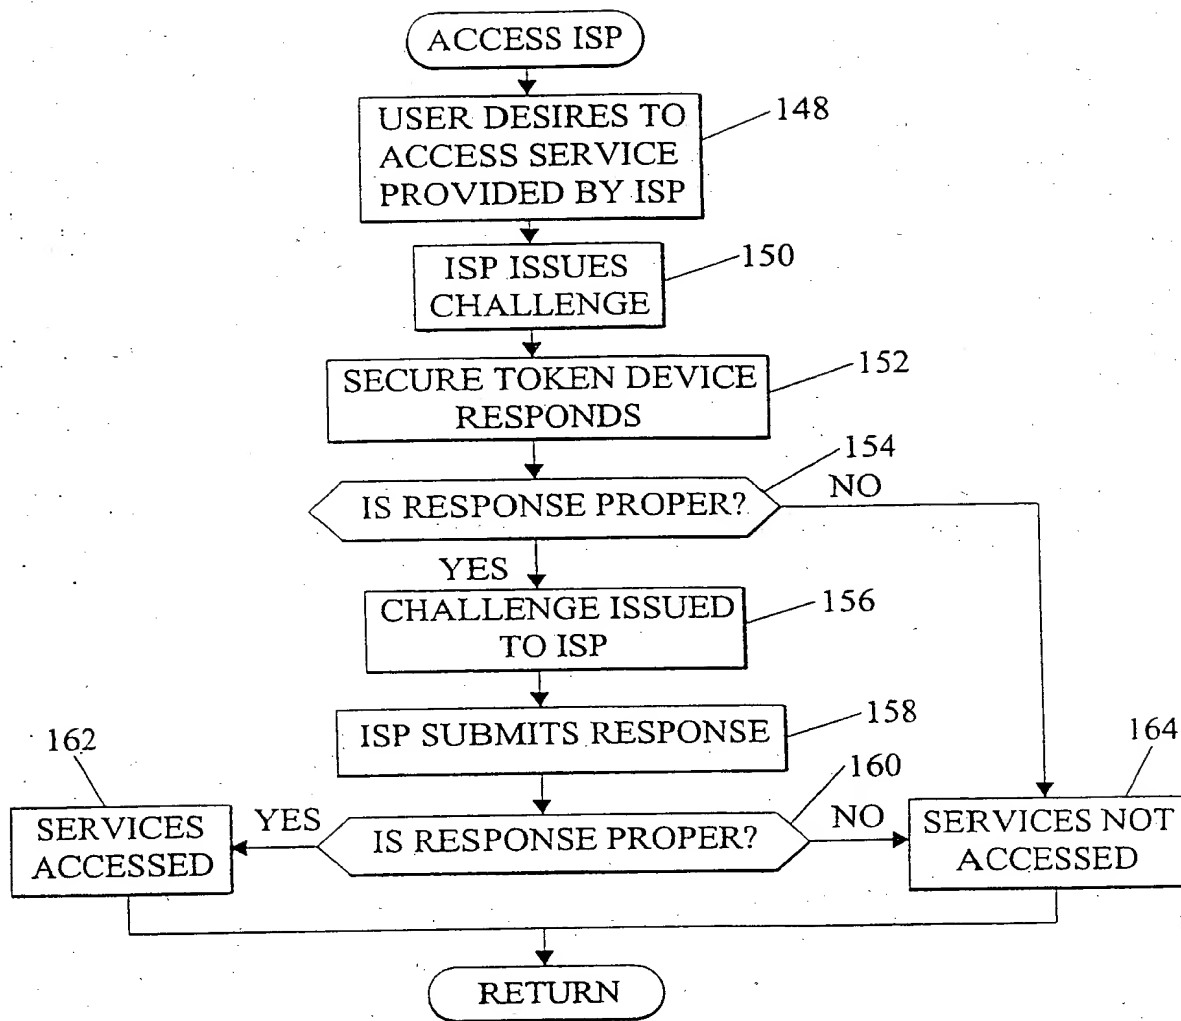 ACCESS ISP
USER DESIRES TO
ACCESS SERVICE
PROVIDED BY ISP
148
ISP ISSUES
CHALLENGE
150
SECURE TOKEN DEVICE
RESPONDS
152
IS RESPONSE PROPER?
154
NO
YES
CHALLENGE ISSUED
TO ISP
156
ISP SUBMITS RESPONSE
158
162
SERVICES
ACCESSED
YES
IS RESPONSE PROPER?
160
NO
164
SERVICES NOT
ACCESSED
RETURN